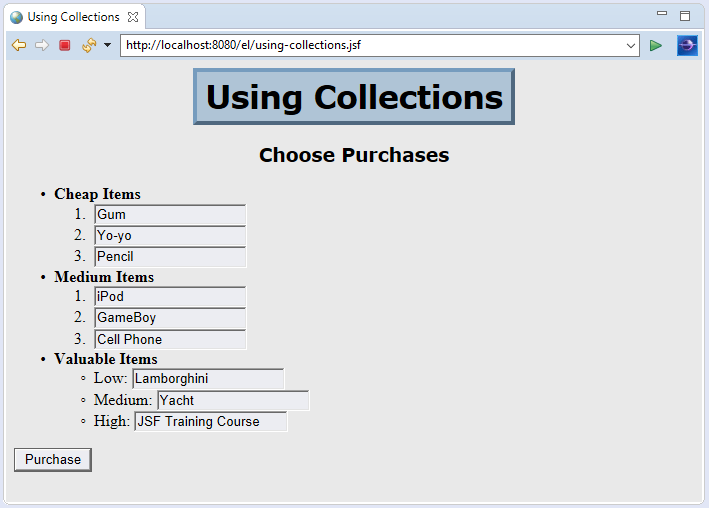 Using Collections
http://localhost:8080/el/using-collections.jsf
Using Collections
Choose Purchases
• Cheap Items
1. Gum
2. Yo-yo
3. Pencil
• Medium Items
1. iPod
2. GameBoy
3. Cell Phone
• Valuable Items
◦ Low: Lamborghini
◦ Medium: Yacht
◦ High: JSF Training Course
Purchase